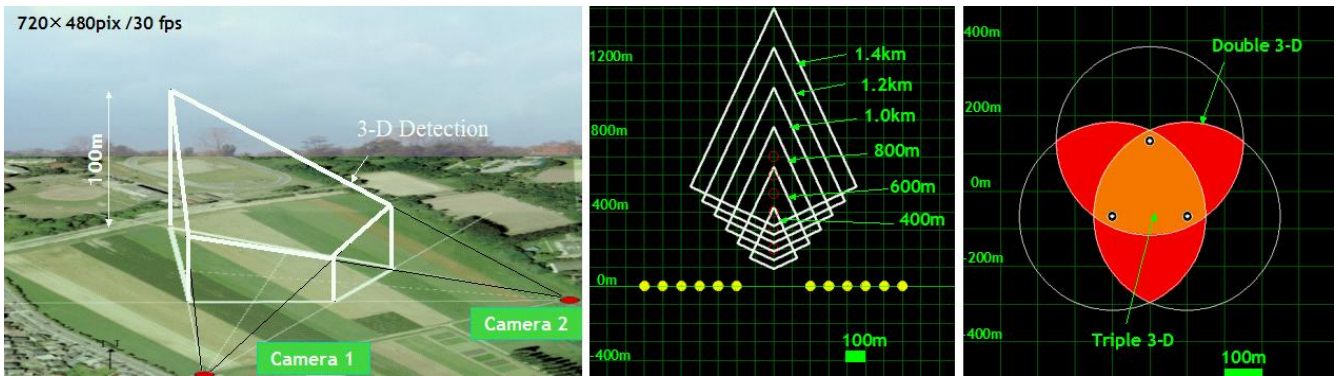 720×480pix /30 fps
3-D Detection
100m
Camera 2
Camera 1
1200m
800m
400m
0m
-400m
1.4km
1.2km
1.0km
800m
600m
400m
100m
400m
200m
0m
-200m
-400m
Double 3-D
Triple 3-D
100m